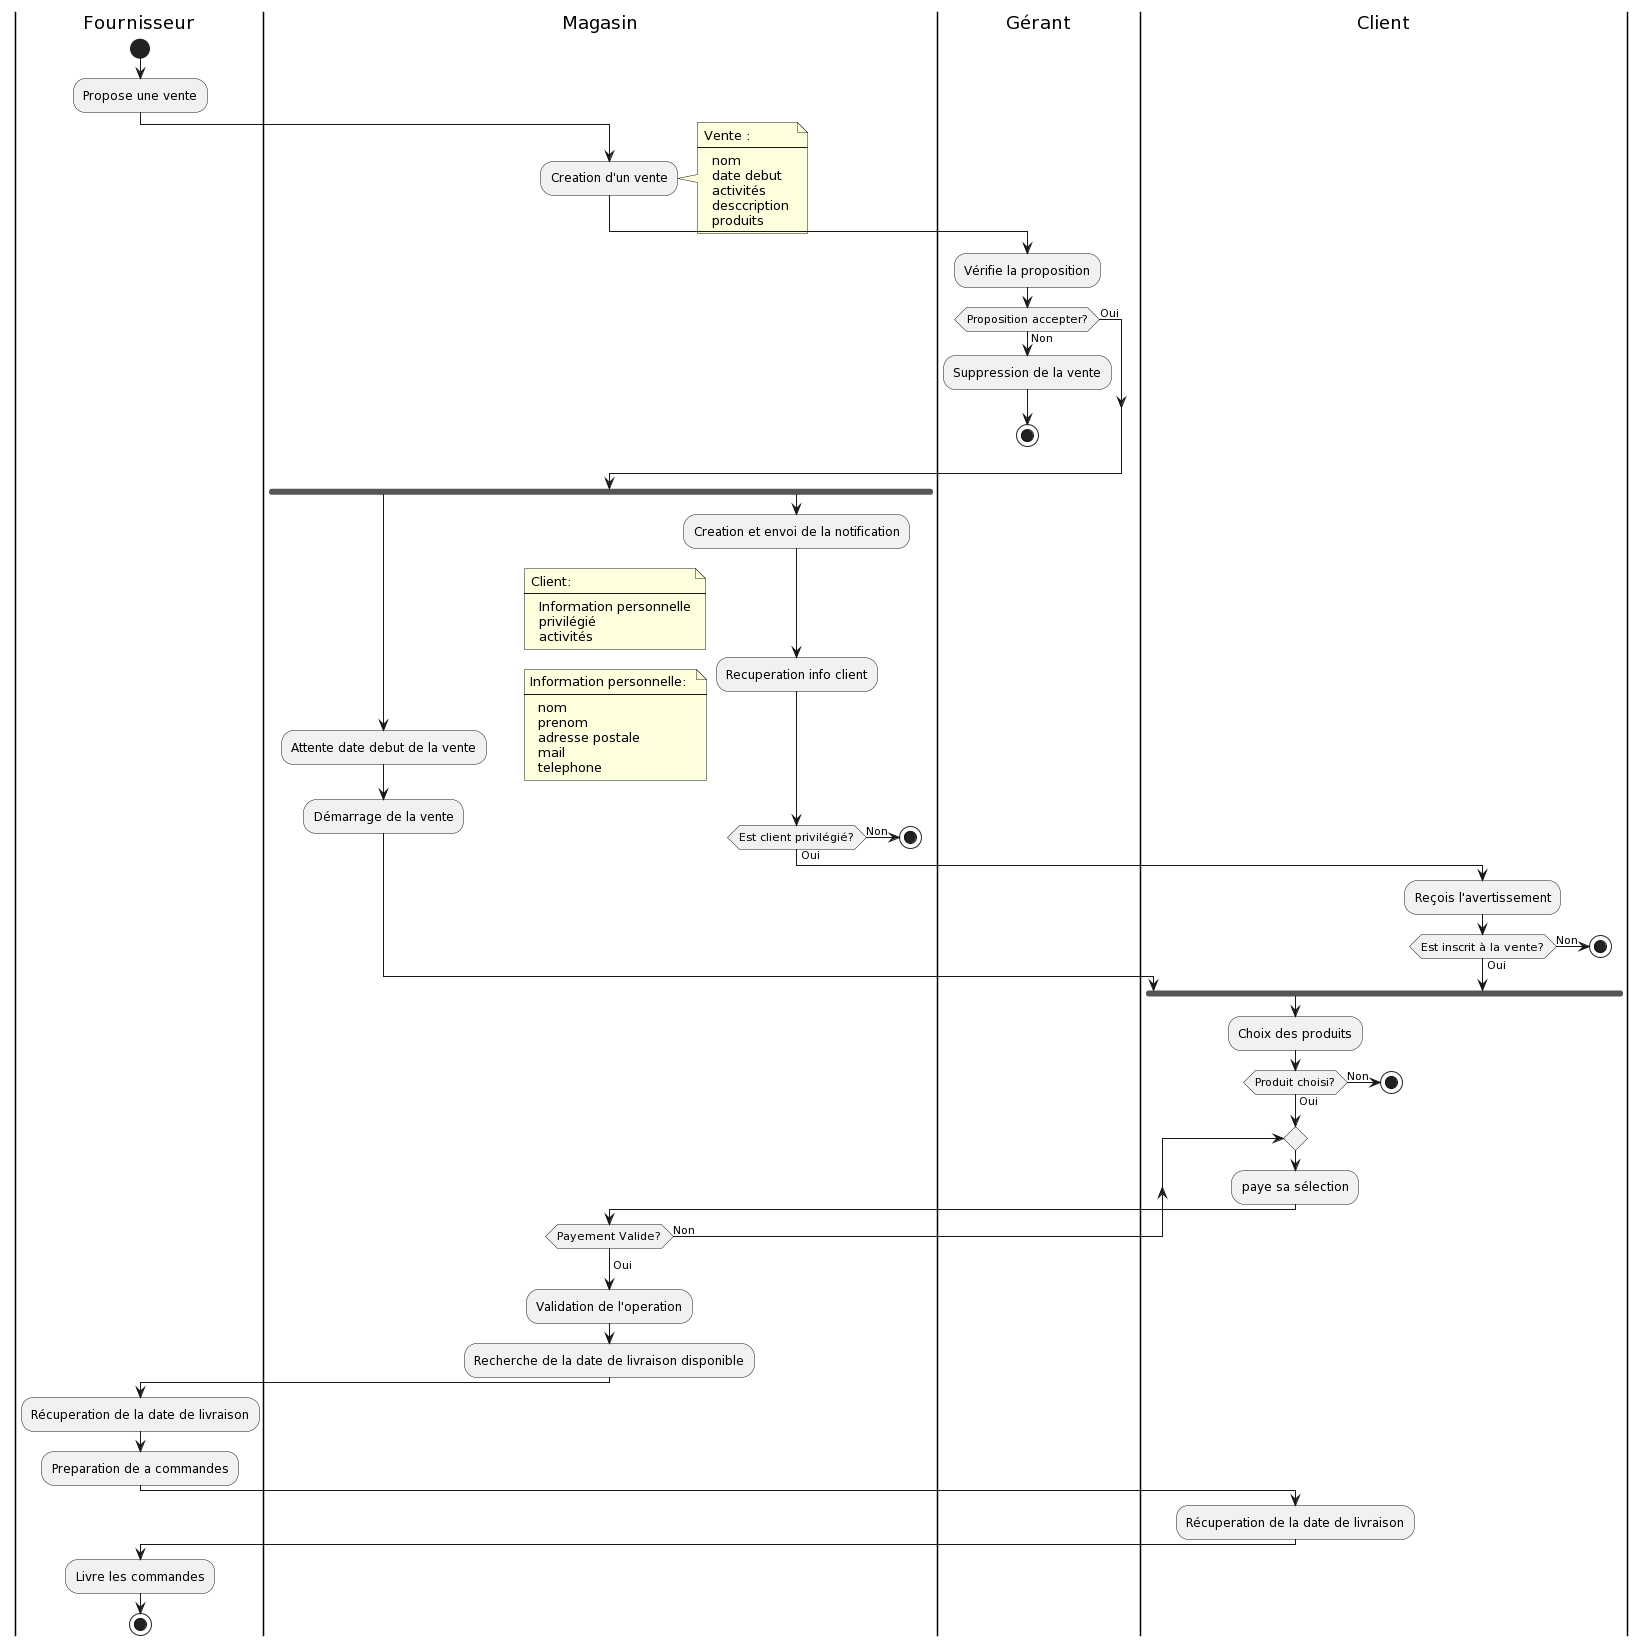 Fournisseur
Magasin
Gérant
Client
Propose une vente
Vente :
nom
date debut
activités
desccription
produits
Creation d'un vente
Vérifie la proposition
Proposition accepter?
Oui
Non
Suppression de la vente
Creation et envoi de la notification
Client:
Information personnelle
privilégié
activités
Recuperation info client
Information personnelle:
nom
prenom
adresse postale
mail
telephone
Attente date debut de la vente
Démarrage de la vente
Est client privilégié?
Non
Oui
Reçois l'avertissement
Est inscrit à la vente?
Non
Oui
Choix des produits
Produit choisi?
Non
Oui
paye sa sélection
Payement Valide?
Non
Oui
Validation de l'operation
Recherche de la date de livraison disponible
Récuperation de la date de livraison
Preparation de a commandes
Récuperation de la date de livraison
Livre les commandes